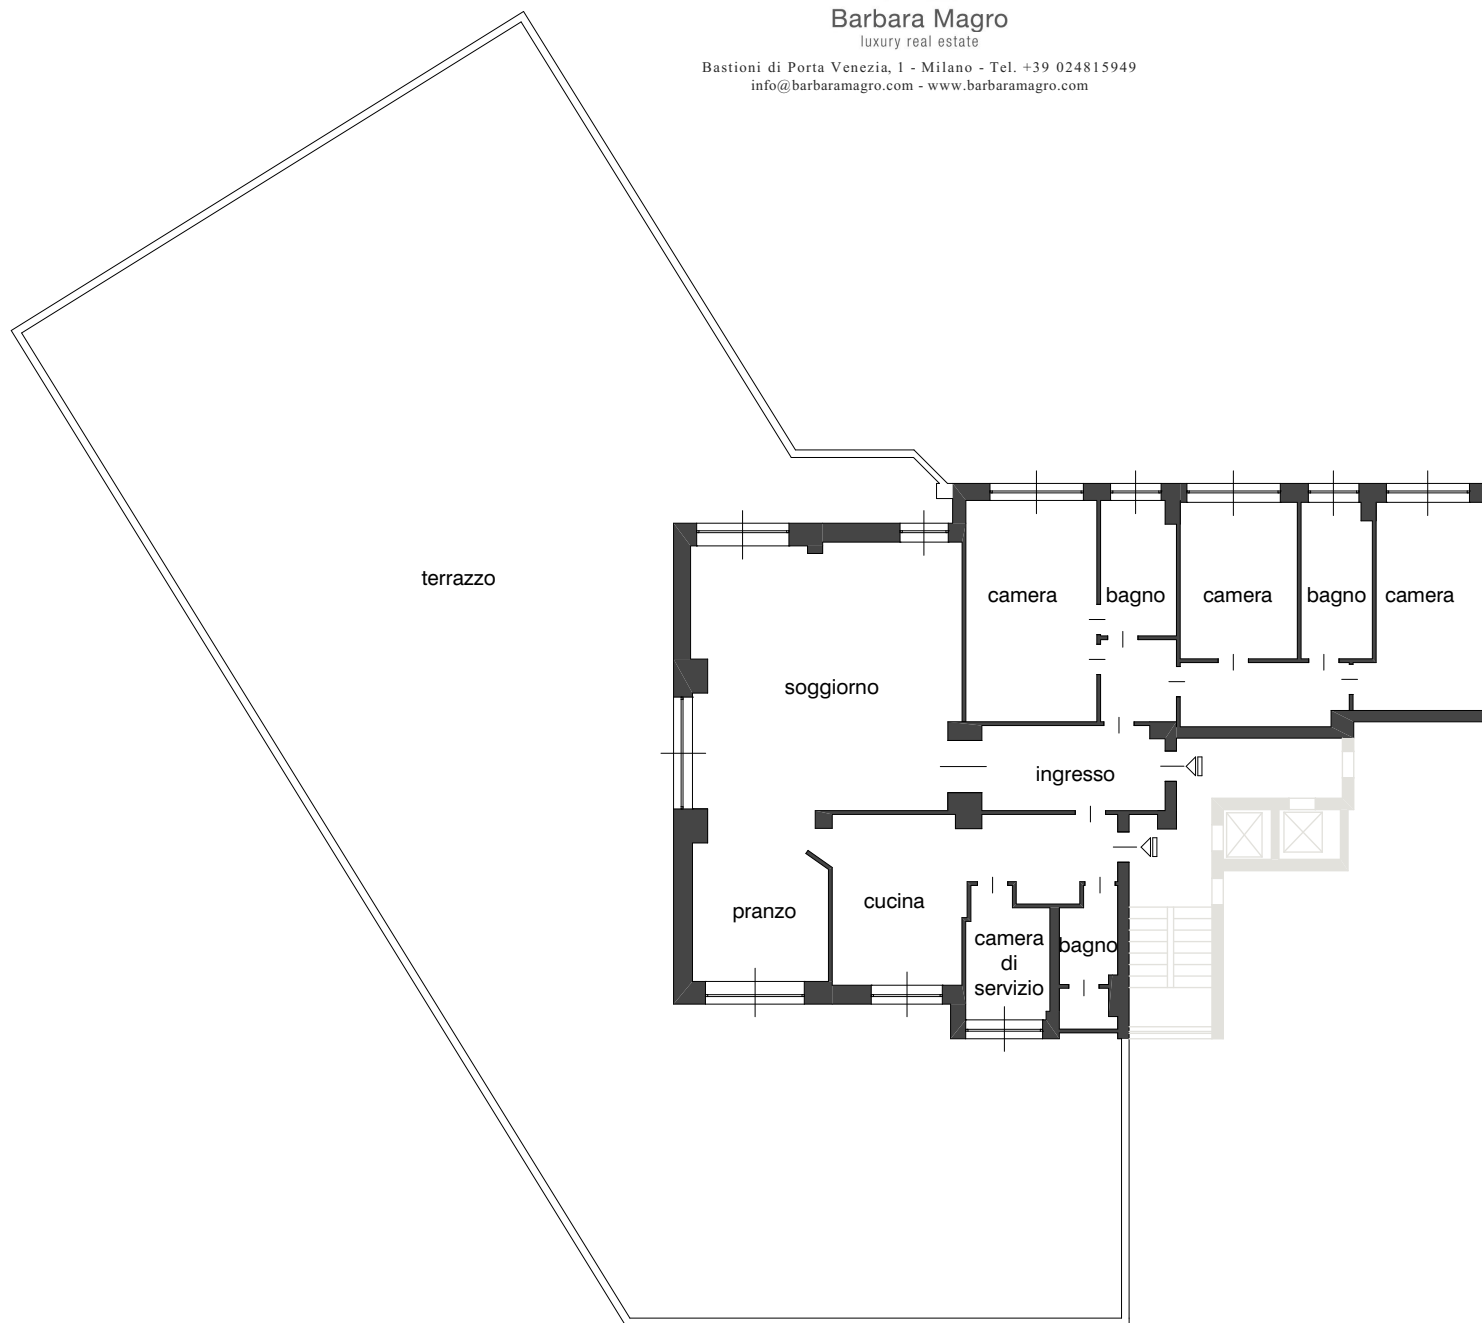 Barbara Magro
luxury real estate
Bastioni di Porta Venezia, 1 - Milano - Tel. +39 024815949
info@barbaramagro.com - www.barbaramagro.com
terrazzo
camera
bagno
camera
bagno
camera
soggiorno
ingresso
pranzo
cucina
camera
di
servizio
bagno